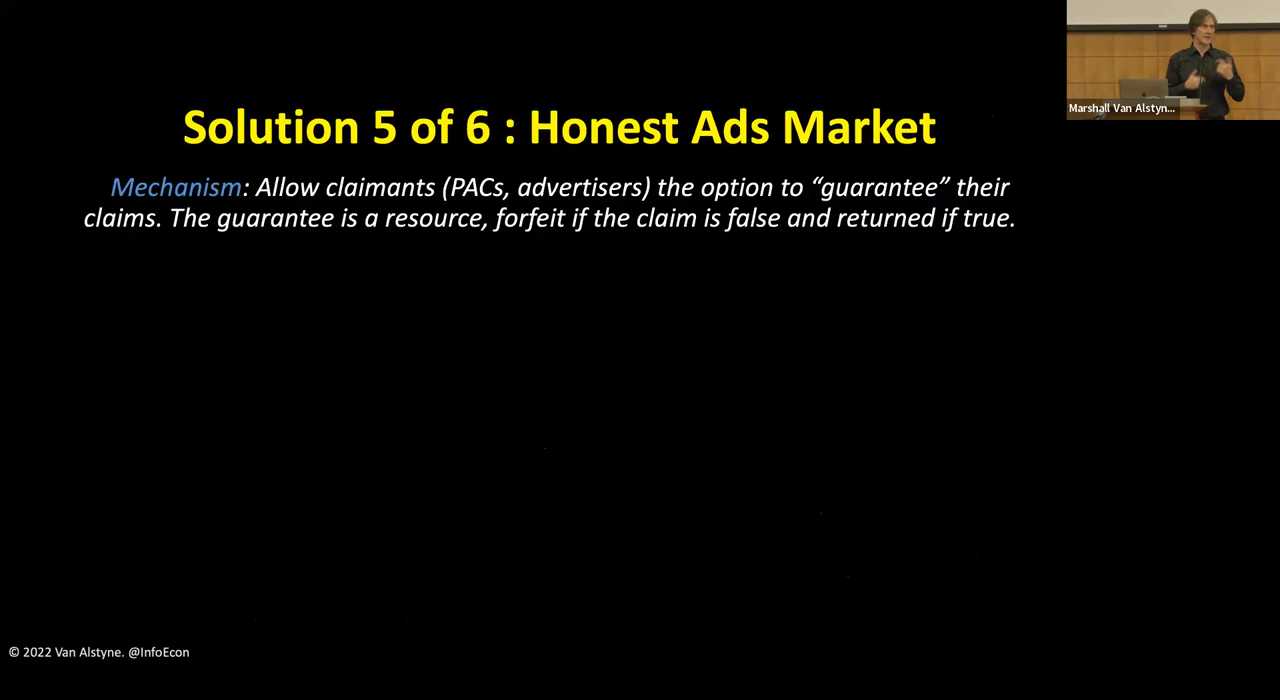 Solution 5 of 6 : Honest Ads Market
Mechanism: Allow claimants (PACs, advertisers) the option to “guarantee” their
claims. The guarantee is a resource, forfeit if the claim is false and returned if true.
Marshall Van Alstyn...
© 2022 Van Alstyne. @InfoEcon